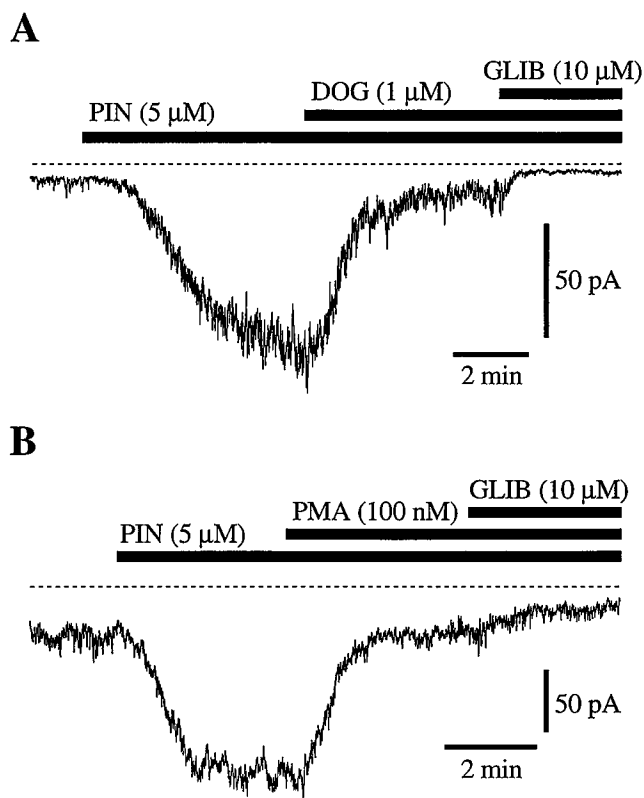 A
GLIB (10 μM)
DOG (1 μM)
PIN (5 μM)
50 pA
2 min
B
GLIB (10 μM)
PMA (100 nM)
PIN (5 μM)
50 pA
2 min